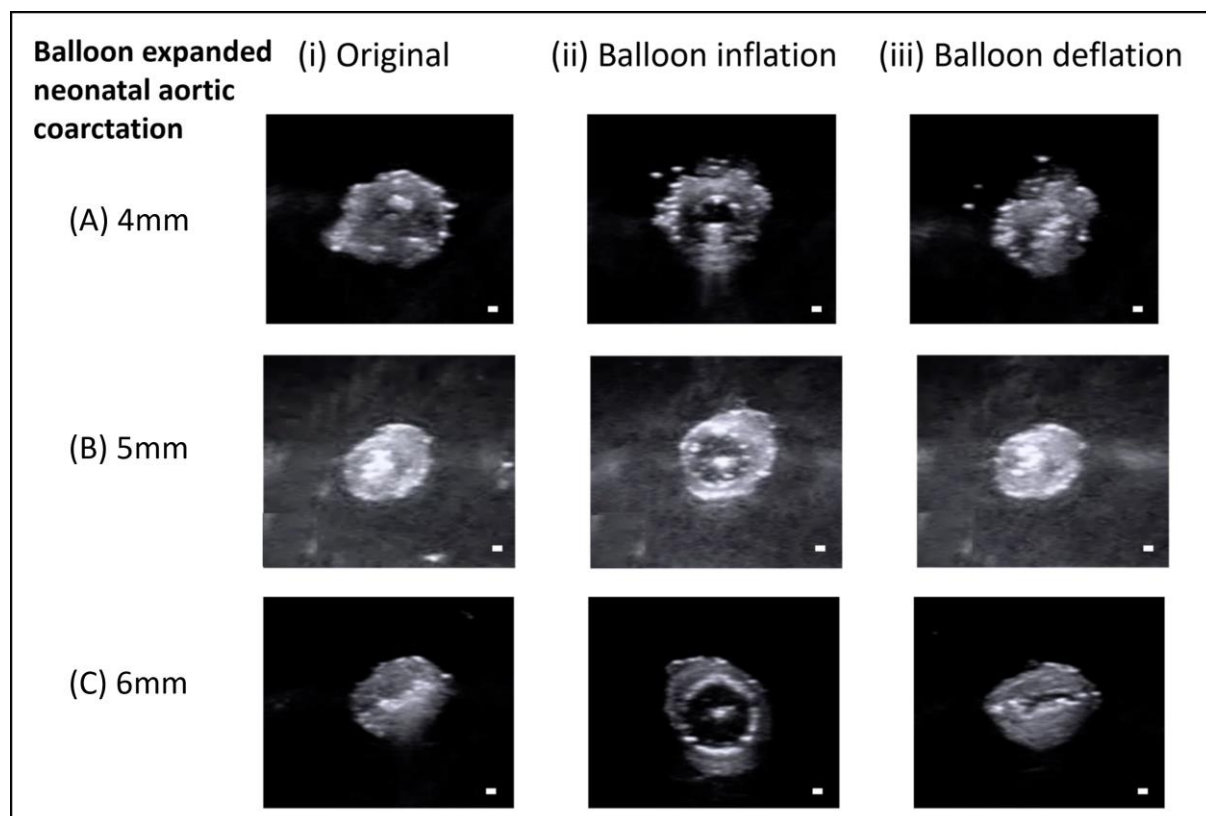 Balloon expanded
neonatal aortic
coarctation
(i) Original
(ii) Balloon inflation
(iii) Balloon deflation
(A) 4mm
(B) 5mm
(C) 6mm